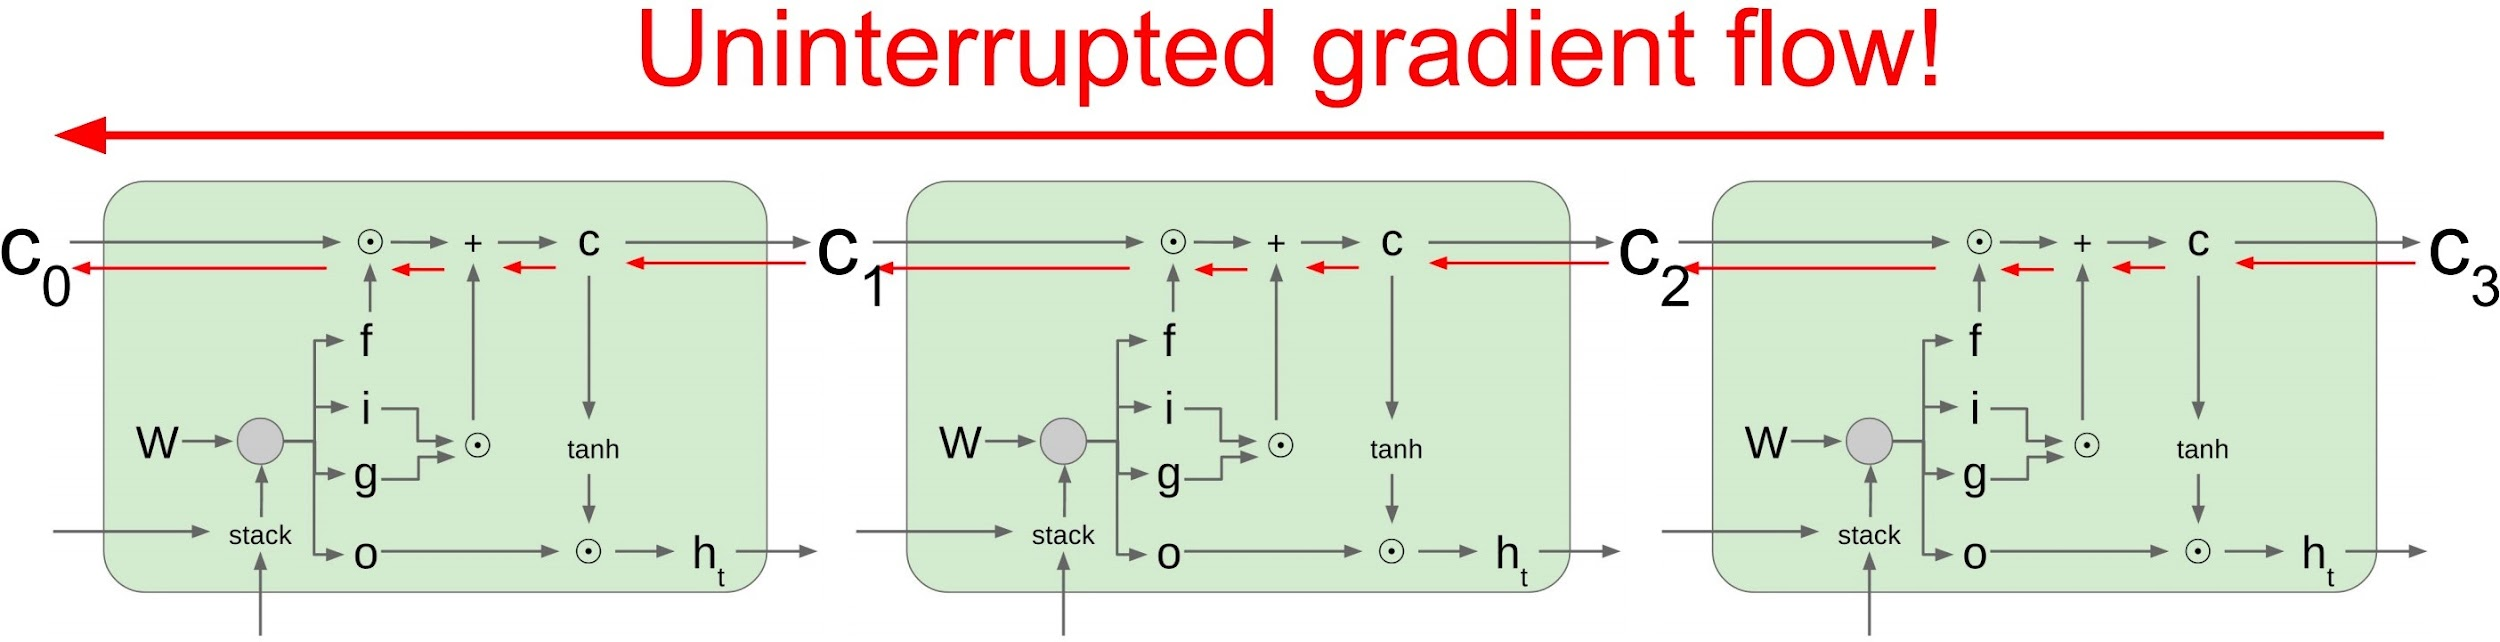 Uninterrupted gradient flow!
c0 ⊙ + c c1 ⊙ + c c2 ⊙ + c c3
f f f
i i i
W ⊙ tanh W ⊙ tanh W ⊙ tanh
g g g
stack stack stack
o ⊙ ht o ⊙ ht o ⊙ ht